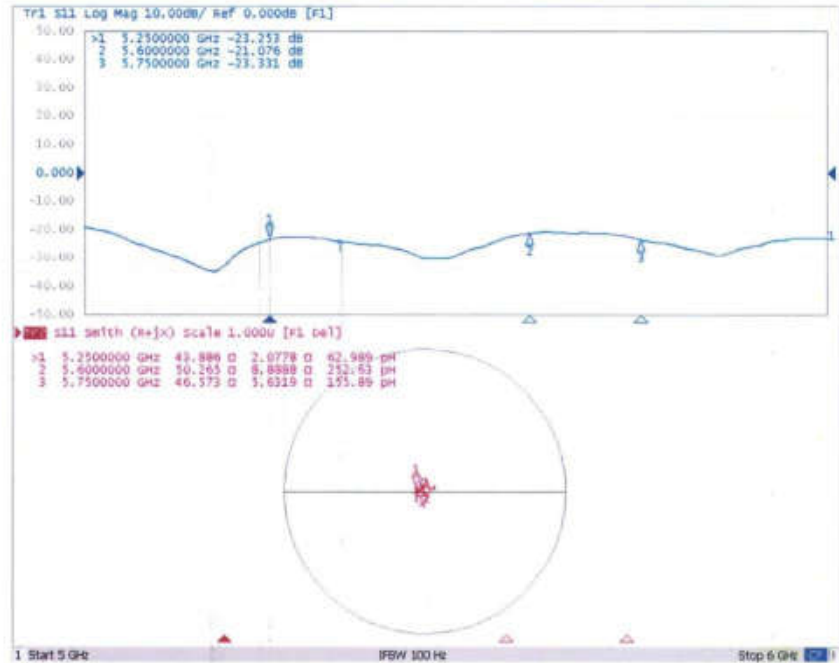 Tr1 S11 Log Mag 10.00dB/ Ref 0.000dB [F1]
50.00
>1 5.2500000 GHz -23.253 dB
2 5.6000000 GHz -21.076 dB
3 5.7500000 GHz -23.331 dB
40.00
30.00
20.00
10.00
0.000
-10.00
-20.00
-30.00
-40.00
-50.00
1
2
3
1
S11 Smith (R+jX) Scale 1.000U [F1 Del]
>1 5.2500000 GHz 43.886 Ω 2.0778 Ω 62.989 pH
2 5.6000000 GHz 50.265 Ω 8.8888 Ω 252.63 pH
3 5.7500000 GHz 46.573 Ω 5.6319 Ω 155.89 pH
1 Start 5 GHz IFBW 100 Hz Stop 6 GHz